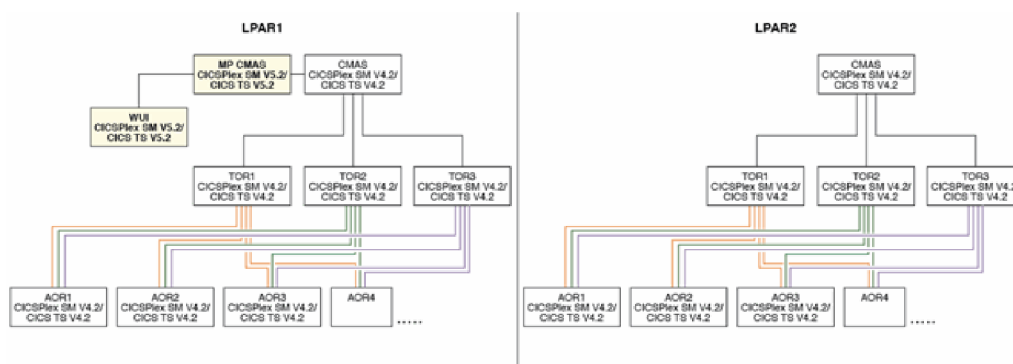 LPAR1
MP CMAS
CICSPlex SM V5.2/
CICS TS V5.2
CMAS
CICSPlex SM V4.2/
CICS TS V4.2
WUI
CICSPlex SM V5.2/
CICS TS V5.2
TOR1
CICSPlex SM V4.2/
CICS TS V4.2
TOR2
CICSPlex SM V4.2/
CICS TS V4.2
TOR3
CICSPlex SM V4.2/
CICS TS V4.2
AOR1
CICSPlex SM V4.2/
CICS TS V4.2
AOR2
CICSPlex SM V4.2/
CICS TS V4.2
AOR3
CICSPlex SM V4.2/
CICS TS V4.2
AOR4
.....
LPAR2
CMAS
CICSPlex SM V4.2/
CICS TS V4.2
TOR1
CICSPlex SM V4.2/
CICS TS V4.2
TOR2
CICSPlex SM V4.2/
CICS TS V4.2
TOR3
CICSPlex SM V4.2/
CICS TS V4.2
AOR1
CICSPlex SM V4.2/
CICS TS V4.2
AOR2
CICSPlex SM V4.2/
CICS TS V4.2
AOR3
CICSPlex SM V4.2/
CICS TS V4.2
AOR4
.....